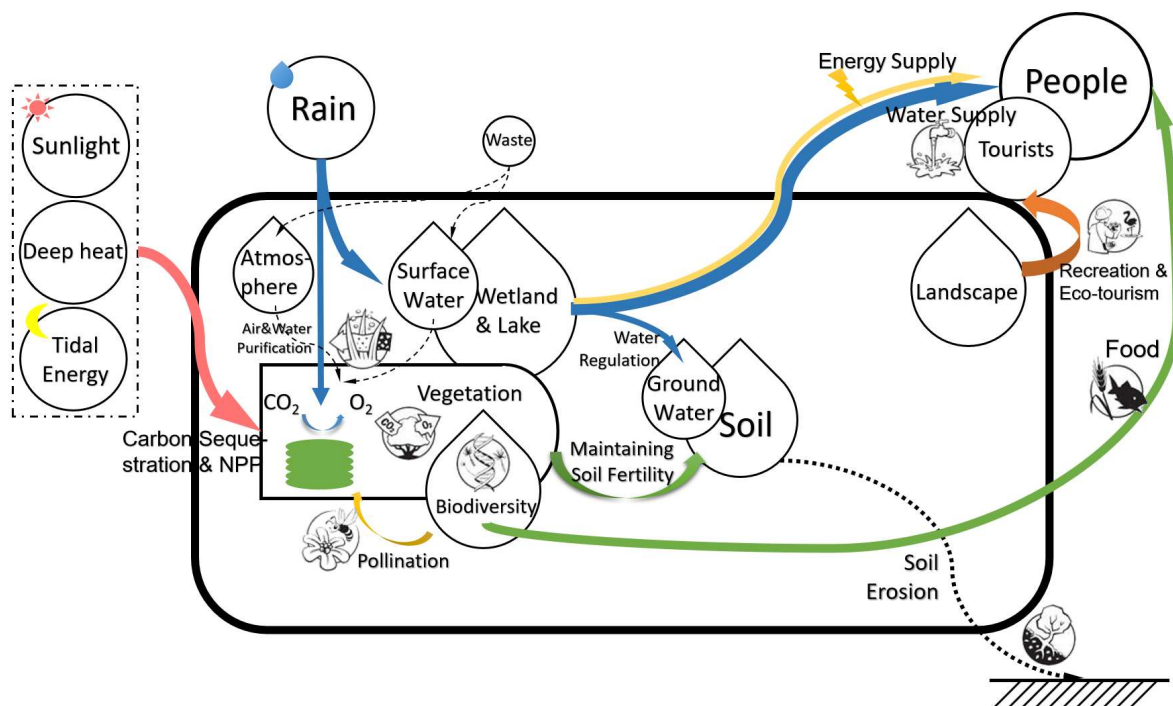 Sunlight
Deep heat
Tidal
Energy
Rain
Waste
Energy Supply
People
Water Supply
Tourists
Atmos-
phere
Surface
Water
Wetland
& Lake
Landscape
Recreation &
Eco-tourism
Air&Water
Purification
Water
Regulation
Ground
Water
Soil
Food
Vegetation
CO₂
O₂
CO₂
O₂
Carbon Seque-
stration & NPP
Maintaining
Soil Fertility
Biodiversity
Pollination
Soil
Erosion